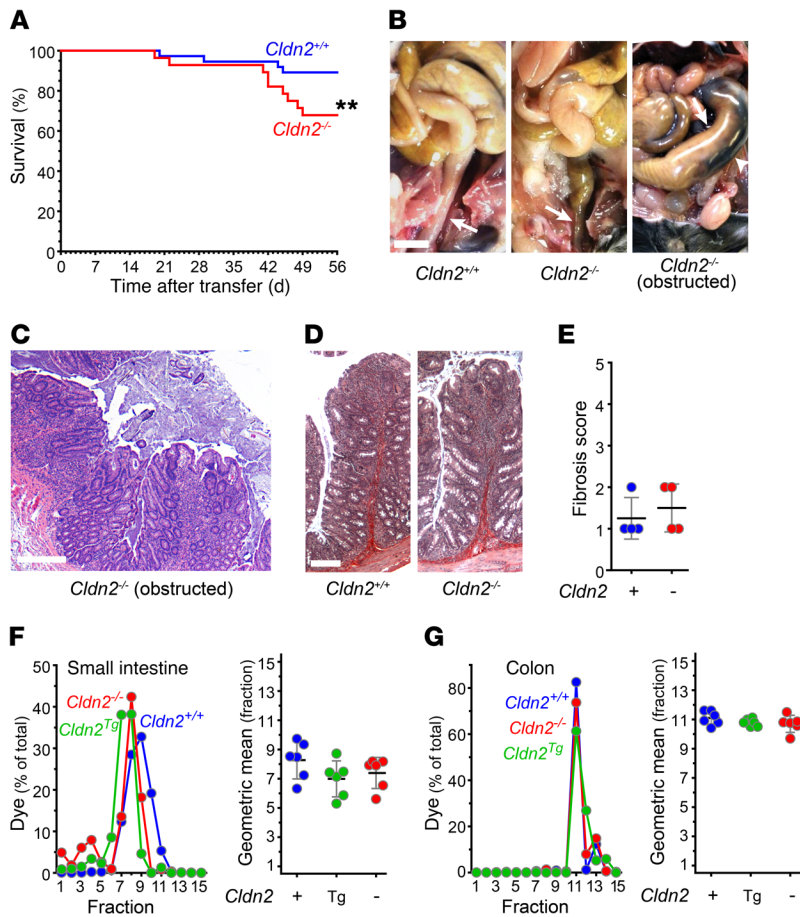 A
Cldn2+/+
Cldn2-/-
**
Survival (%)
100
80
60
40
20
0
0 7 14 21 28 35 42 49 56
Time after transfer (d)
B
Cldn2+/+
Cldn2-/-
Cldn2-/-
(obstructed)
C
Cldn2-/- (obstructed)
D
Cldn2+/+
Cldn2-/-
E
Fibrosis score
5
4
3
2
1
0
Cldn2 + -
F
Small intestine
Cldn2-/-
Cldn2Tg
Cldn2+/+
Dye (% of total)
50
40
30
20
10
0
1 3 5 7 9 11 13 15
Fraction
Geometric mean (fraction)
15
13
11
9
7
5
3
1
Cldn2 + Tg -
G
Colon
Cldn2+/+
Cldn2-/-
Cldn2Tg
Dye (% of total)
80
60
40
20
0
1 3 5 7 9 11 13 15
Fraction
Geometric mean (fraction)
15
13
11
9
7
5
3
1
Cldn2 + Tg -